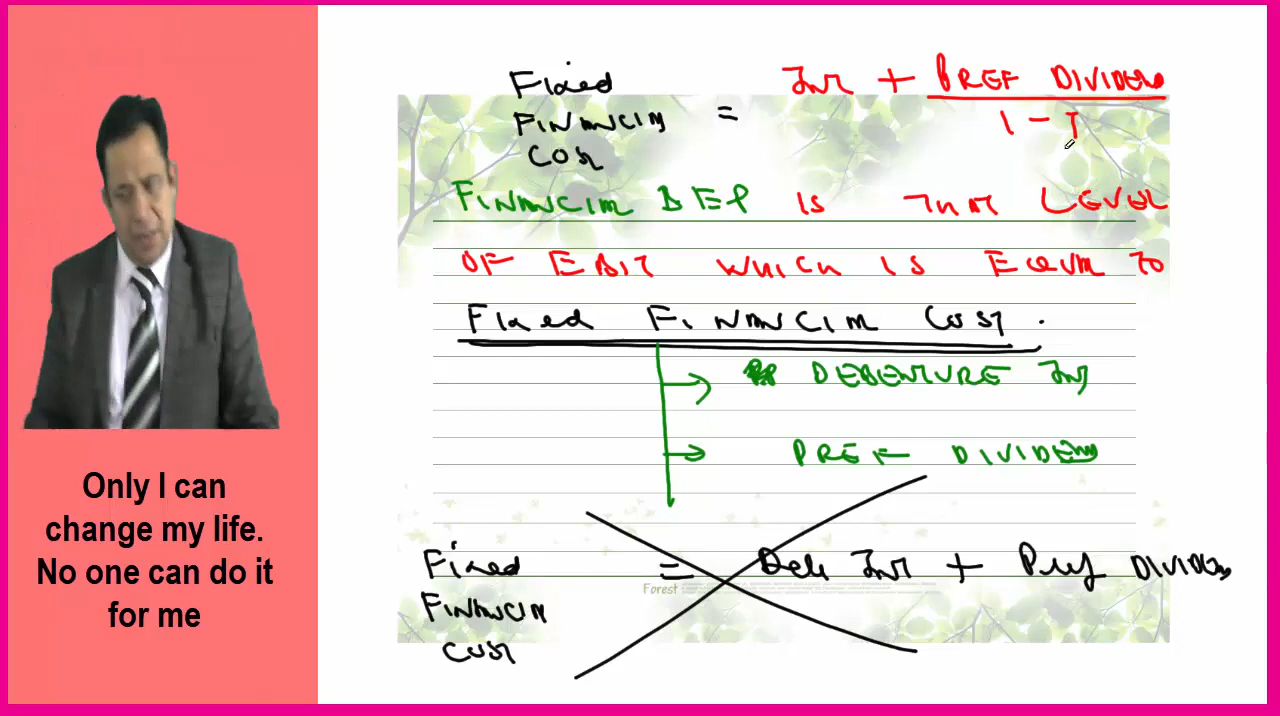 Fixed
FINANCIAL
COST
= Int + PREF DIVIDEND
1 - T
FINANCIAL BEP IS THAT LEVEL
OF EBIT WHICH IS EQUAL TO
Fixed FINANCIAL COST.
DEBENTURE Int
PREF DIVIDEND
Fixed = Deb Int + Pref DIVIDEND
FINANCIAL
COST
Forest
Only I can
change my life.
No one can do it
for me